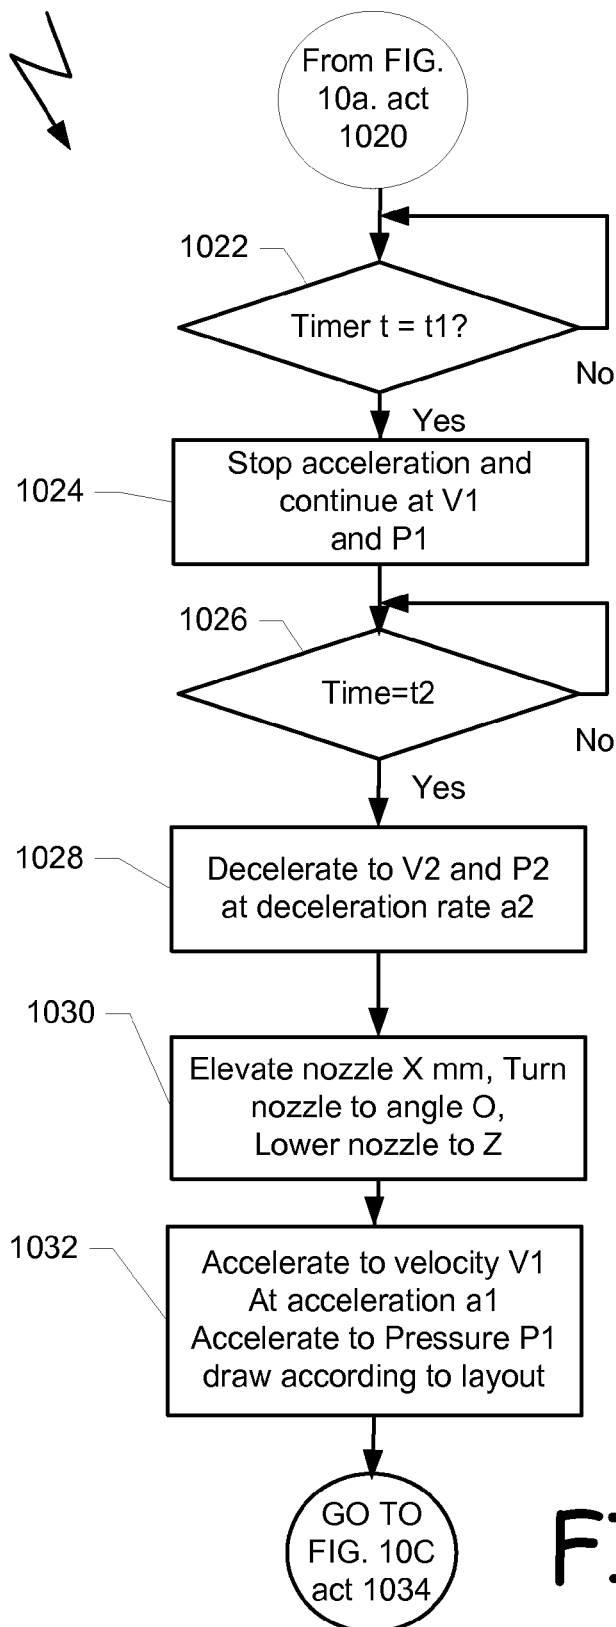 From FIG.
10a. act
1020
1022
Timer t = t1?
No
Yes
1024
Stop acceleration and
continue at V1
and P1
1026
Time=t2
No
Yes
1028
Decelerate to V2 and P2
at deceleration rate a2
1030
Elevate nozzle X mm, Turn
nozzle to angle O,
Lower nozzle to Z
1032
Accelerate to velocity V1
At acceleration a1
Accelerate to Pressure P1
draw according to layout
GO TO
FIG. 10C
act 1034